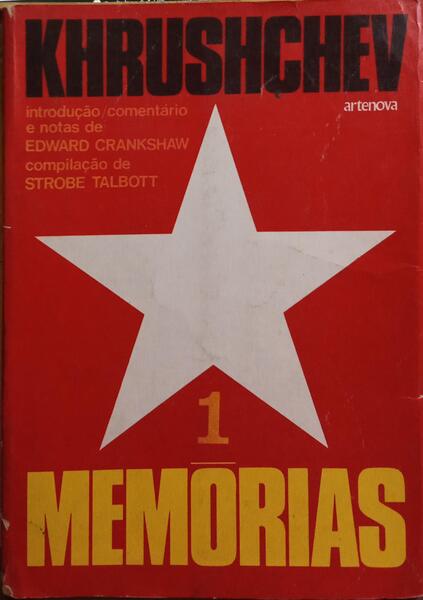 KHRUSHCHEV
artenova
introdução/comentário
e notas de
EDWARD CRANKSHAW
compilação de
STROBE TALBOTT
1
MEMÓRIAS